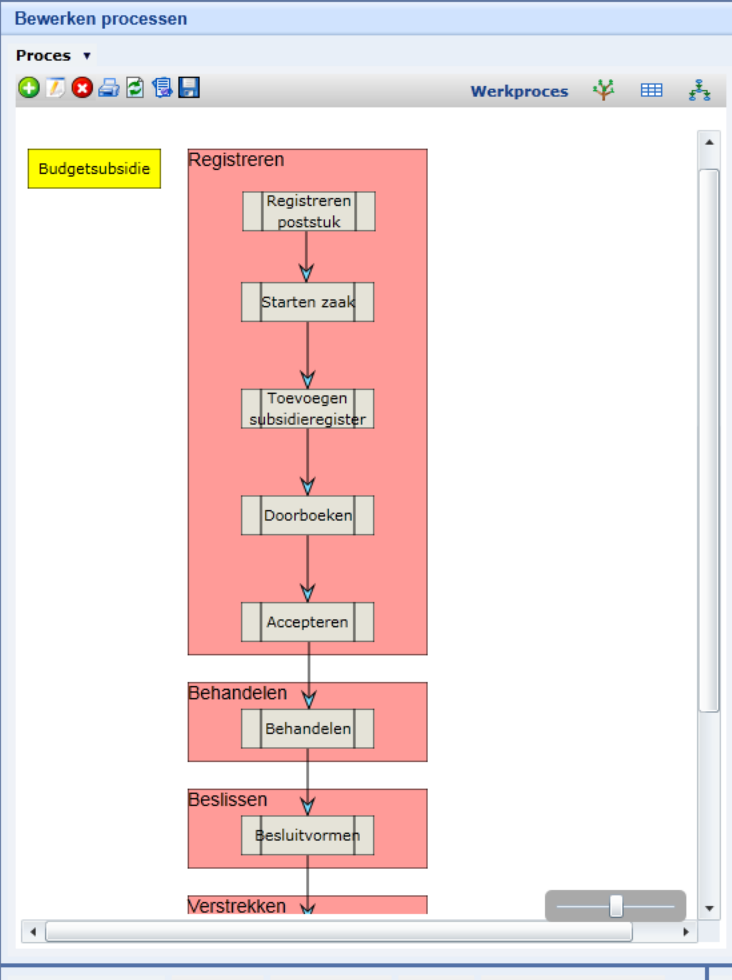 Bewerken processen
Proces
Werkproces
Budgetsubsidie
Registreren
Registreren
poststuk
Starten zaak
Toevoegen
subsidieregister
Doorboeken
Accepteren
Behandelen
Behandelen
Beslissen
Besluitvormen
Verstrekken